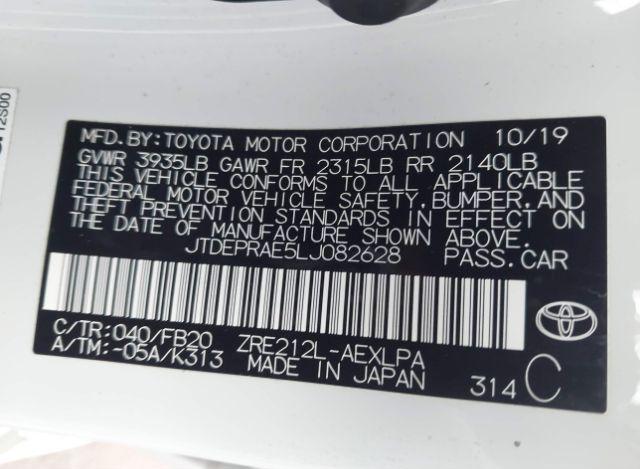 MFD.BY:TOYOTA MOTOR CORPORATION 10/19
GVWR 3935LB GAWR FR 2315LB RR 2140LB
THIS VEHICLE CONFORMS TO ALL APPLICABLE
FEDERAL MOTOR VEHICLE SAFETY,BUMPER,AND
THEFT PREVENTION STANDARDS IN EFFECT ON
THE DATE OF MANUFACTURE SHOWN ABOVE.
JTDEPRAE5LJ082628 PASS.CAR
C/TR:040/FB20 ZRE212L-AEXLPA
A/TM:-05A/K313 MADE IN JAPAN
314 C